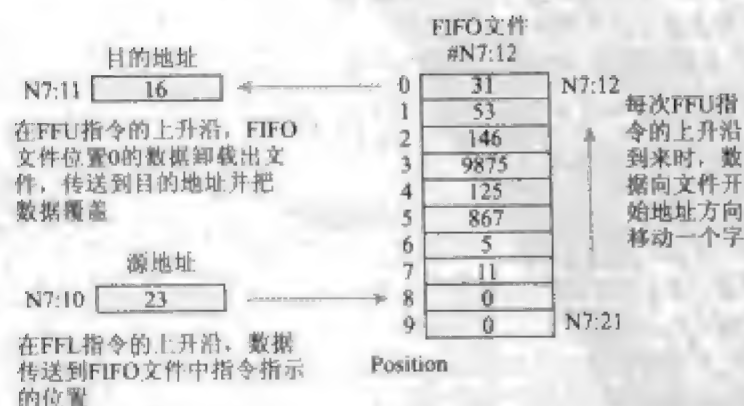 FIFO文件
#N7:12
目的地址
N7:11 16
在FFU指令的上升沿，FIFO
文件位置0的数据卸载出文
件，传送到目的地址并把
数据覆盖
源地址
N7:10 23
在FFL指令的上升沿，数据
传送到FIFO文件中指令指示
的位置
0 31 N7:12
1 53
2 146
3 9875
4 125
5 867
6 5
7 11
8 0
9 0 N7:21
Position
每次FFU指
令的上升沿
到来时，数
据向文件开
始地址方向
移动一个字